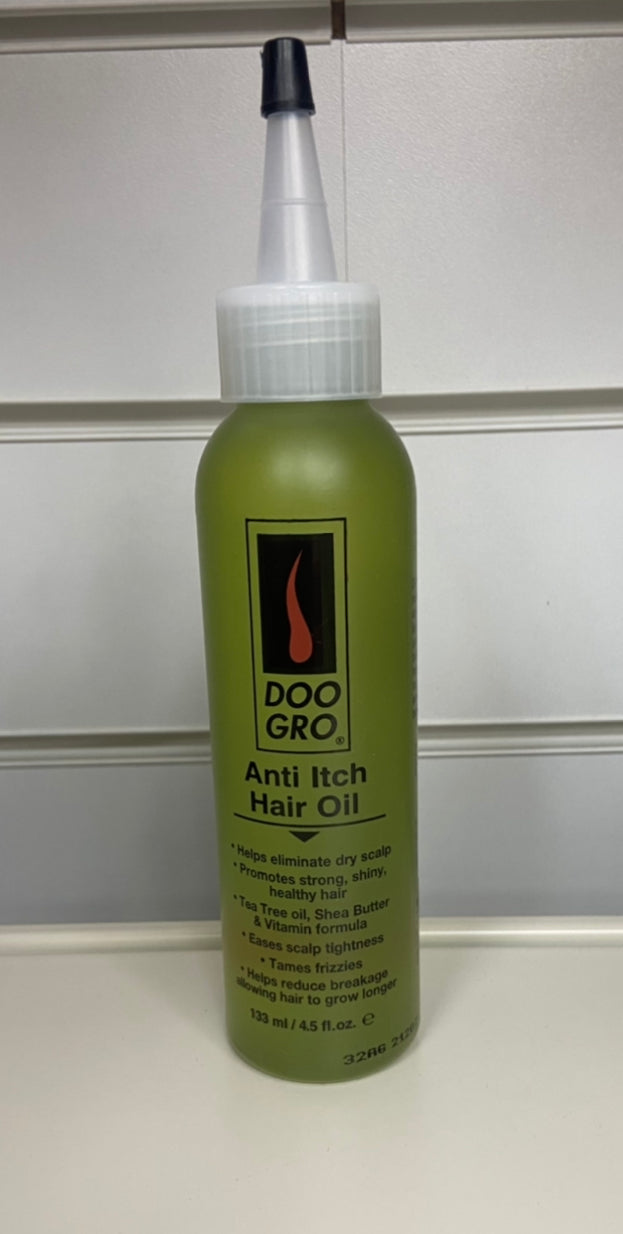 DOO
GRO®
Anti Itch
Hair Oil
• Helps eliminate dry scalp
• Promotes strong, shiny,
healthy hair
• Tea Tree oil, Shea Butter
& Vitamin formula
• Eases scalp tightness
• Tames frizzies
• Helps reduce breakage
allowing hair to grow longer
133 ml / 4.5 fl.oz. ℮
32A6